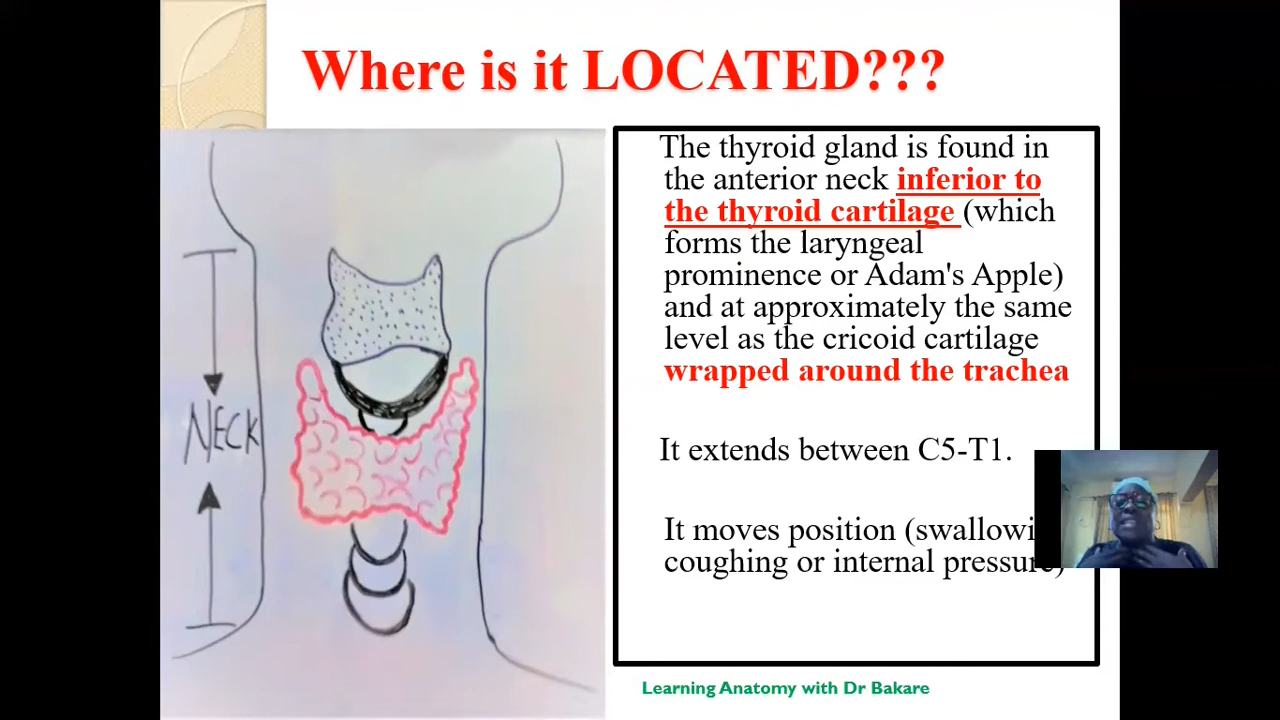 Where is it LOCATED???
NECK
The thyroid gland is found in
the anterior neck inferior to
the thyroid cartilage (which
forms the laryngeal
prominence or Adam's Apple)
and at approximately the same
level as the cricoid cartilage
wrapped around the trachea
It extends between C5-T1.
It moves position
coughing or internal pressure)
Learning Anatomy with Dr Bakare